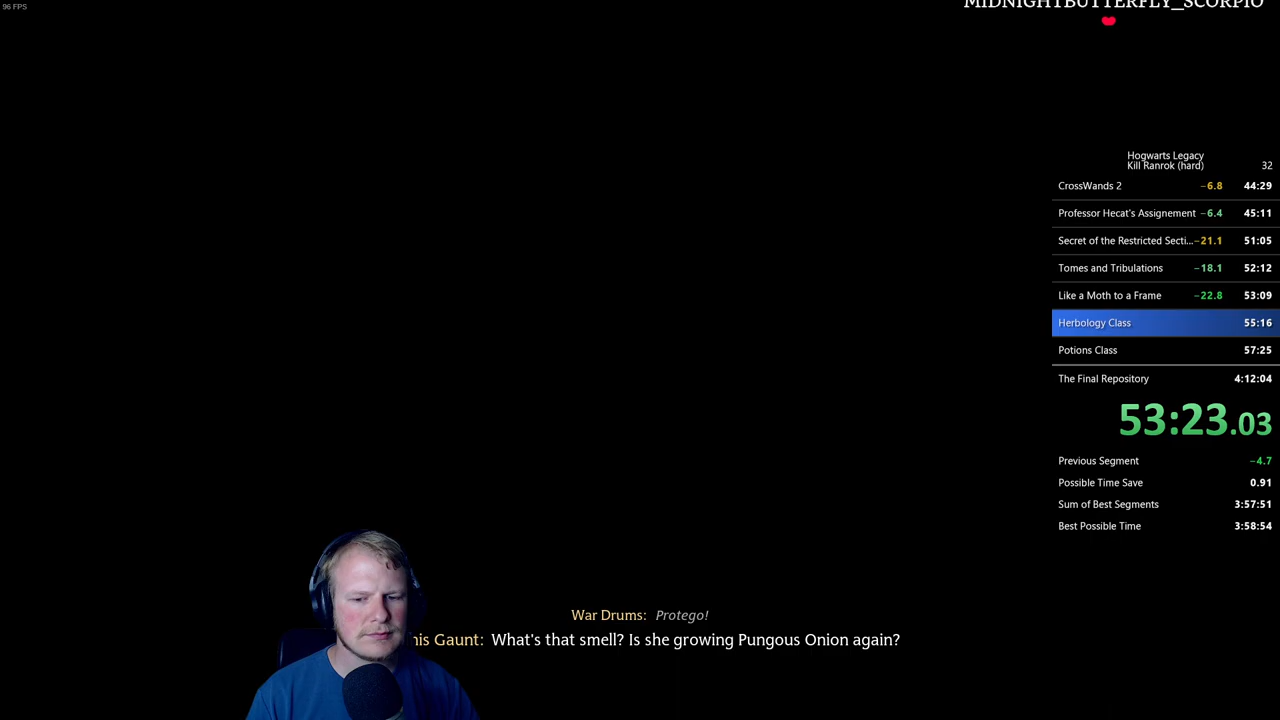 96 FPS
MIDNIGHTBUTTERFLY_SCORPIO
Hogwarts Legacy
Kill Ranrok (hard) 32
CrossWands 2 −6.8 44:29
Professor Hecat's Assignement −6.4 45:11
Secret of the Restricted Secti... −21.1 51:05
Tomes and Tribulations −18.1 52:12
Like a Moth to a Frame −22.8 53:09
Herbology Class 55:16
Potions Class 57:25
The Final Repository 4:12:04
53:23.03
Previous Segment −4.7
Possible Time Save 0.91
Sum of Best Segments 3:57:51
Best Possible Time 3:58:54
War Drums: Protego!
nis Gaunt: What's that smell? Is she growing Pungous Onion again?